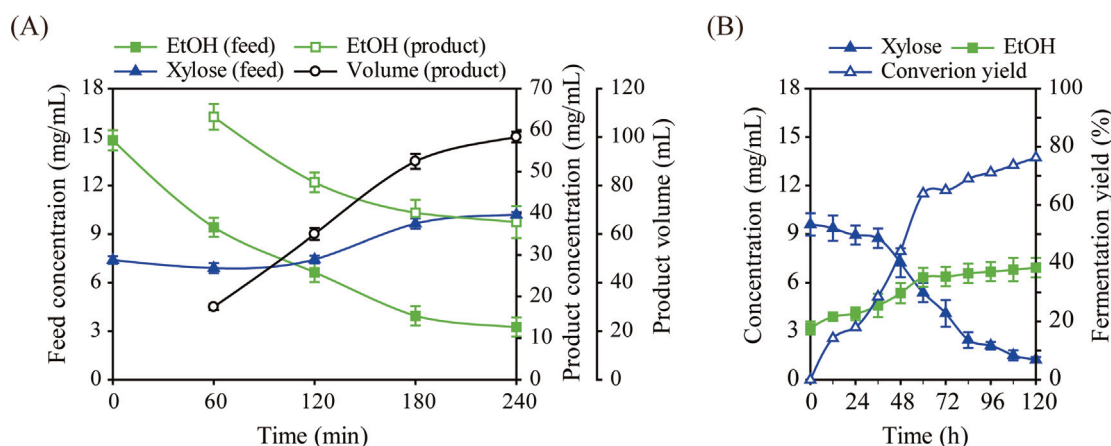 (A)
EtOH (feed) EtOH (product)
Xylose (feed) Volume (product)
Feed concentraion (mg/mL)
18
15
12
9
6
3
0
0 60 120 180 240
Time (min)
70
60
50
40
30
20
10
0
Product concentration (mg/mL)
120
100
80
60
40
20
0
Product volume (mL)
(B)
Xylose EtOH
Converion yield
Concentration (mg/mL)
18
15
12
9
6
3
0
0 24 48 72 96 120
Time (h)
100
80
60
40
20
0
Fermentation yield (%)